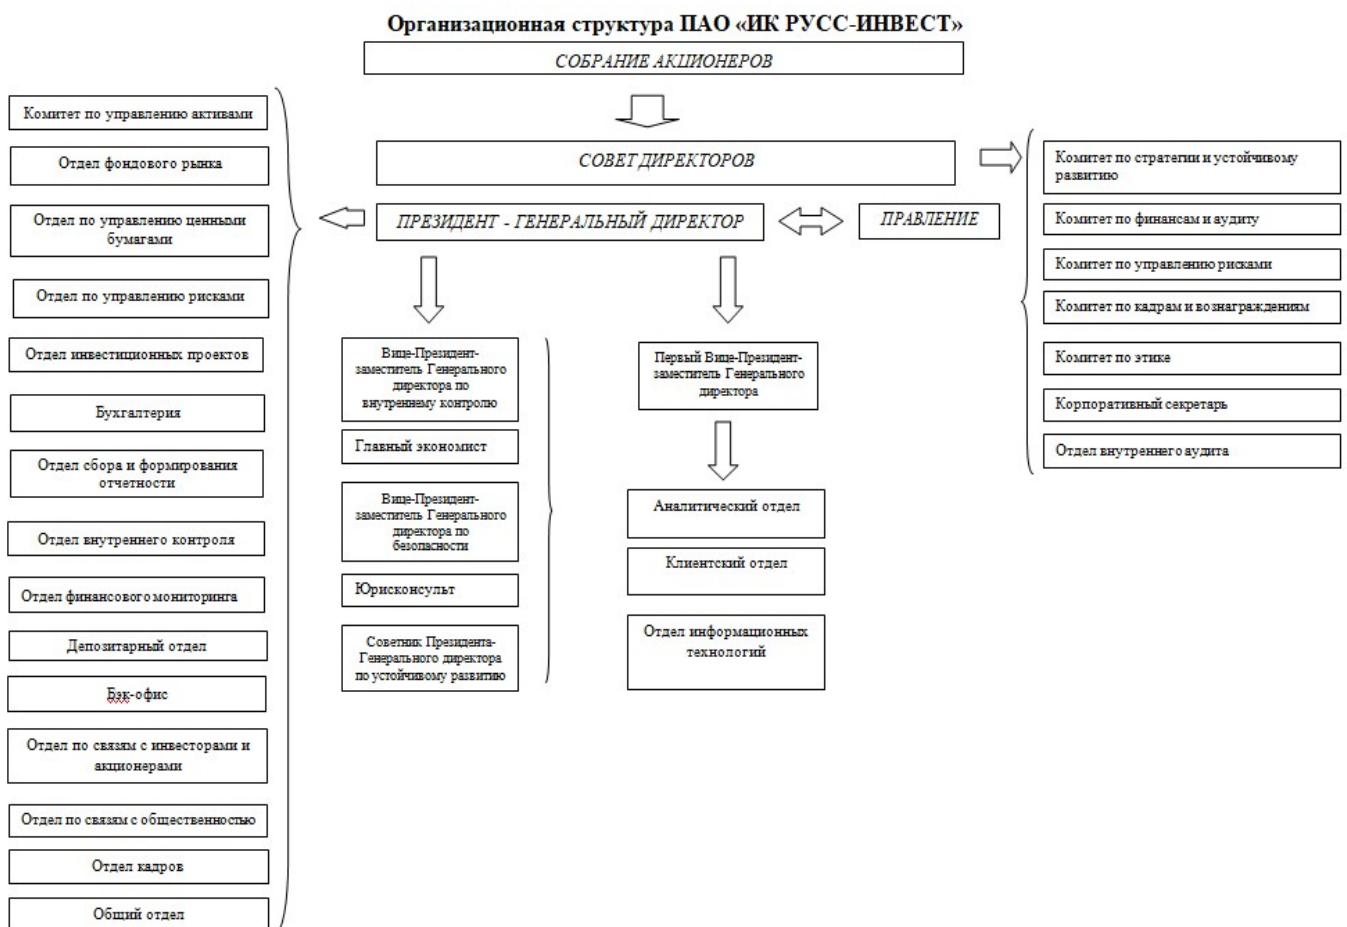 Организационная структура ПАО «ИК РУСС-ИНВЕСТ»
СОБРАНИЕ АКЦИОНЕРОВ
СОВЕТ ДИРЕКТОРОВ
ПРЕЗИДЕНТ - ГЕНЕРАЛЬНЫЙ ДИРЕКТОР
ПРАВЛЕНИЕ
Комитет по управлению активами
Отдел фондового рынка
Отдел по управлению ценными
бумагами
Отдел по управлению рисками
Отдел инвестиционных проектов
Бухгалтерия
Отдел сбора и формирования
отчетности
Отдел внутреннего контроля
Отдел финансового мониторинга
Депозитарный отдел
Бэк-офис
Отдел по связям с инвесторами и
акционерами
Отдел по связям с общественностью
Отдел кадров
Общий отдел
Вице-Президент-
заместитель Генерального
директора по
внутреннему контролю
Главный экономист
Вице-Президент-
заместитель Генерального
директора по
безопасности
Юрисконсульт
Советник Президента-
Генерального директора
по устойчивому развитию
Первый Вице-Президент-
заместитель Генерального
директора
Аналитический отдел
Клиентский отдел
Отдел информационных
технологий
Комитет по стратегии и устойчивому
развитию
Комитет по финансам и аудиту
Комитет по управлению рисками
Комитет по кадрам и вознаграждениям
Комитет по этике
Корпоративный секретарь
Отдел внутреннего аудита